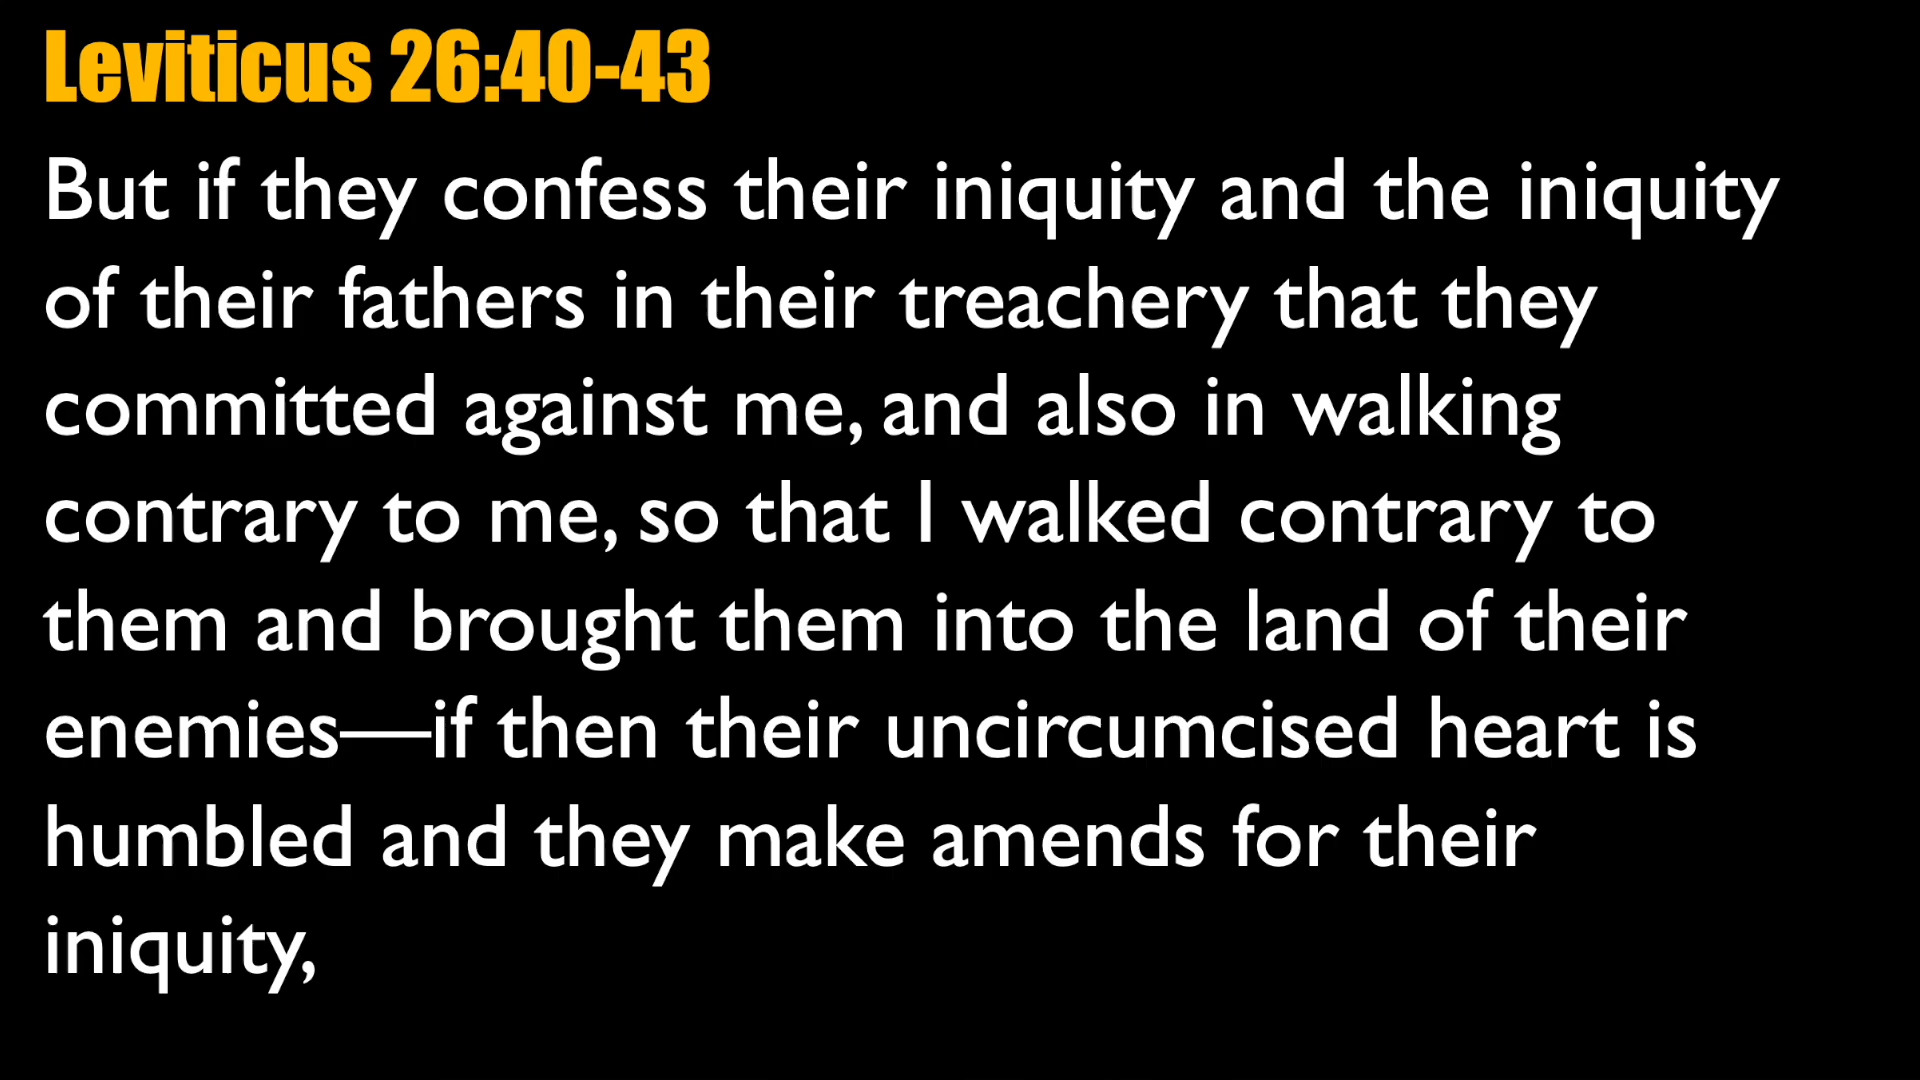 Leviticus 26:40-43
But if they confess their iniquity and the iniquity
of their fathers in their treachery that they
committed against me, and also in walking
contrary to me, so that I walked contrary to
them and brought them into the land of their
enemies—if then their uncircumcised heart is
humbled and they make amends for their
iniquity,